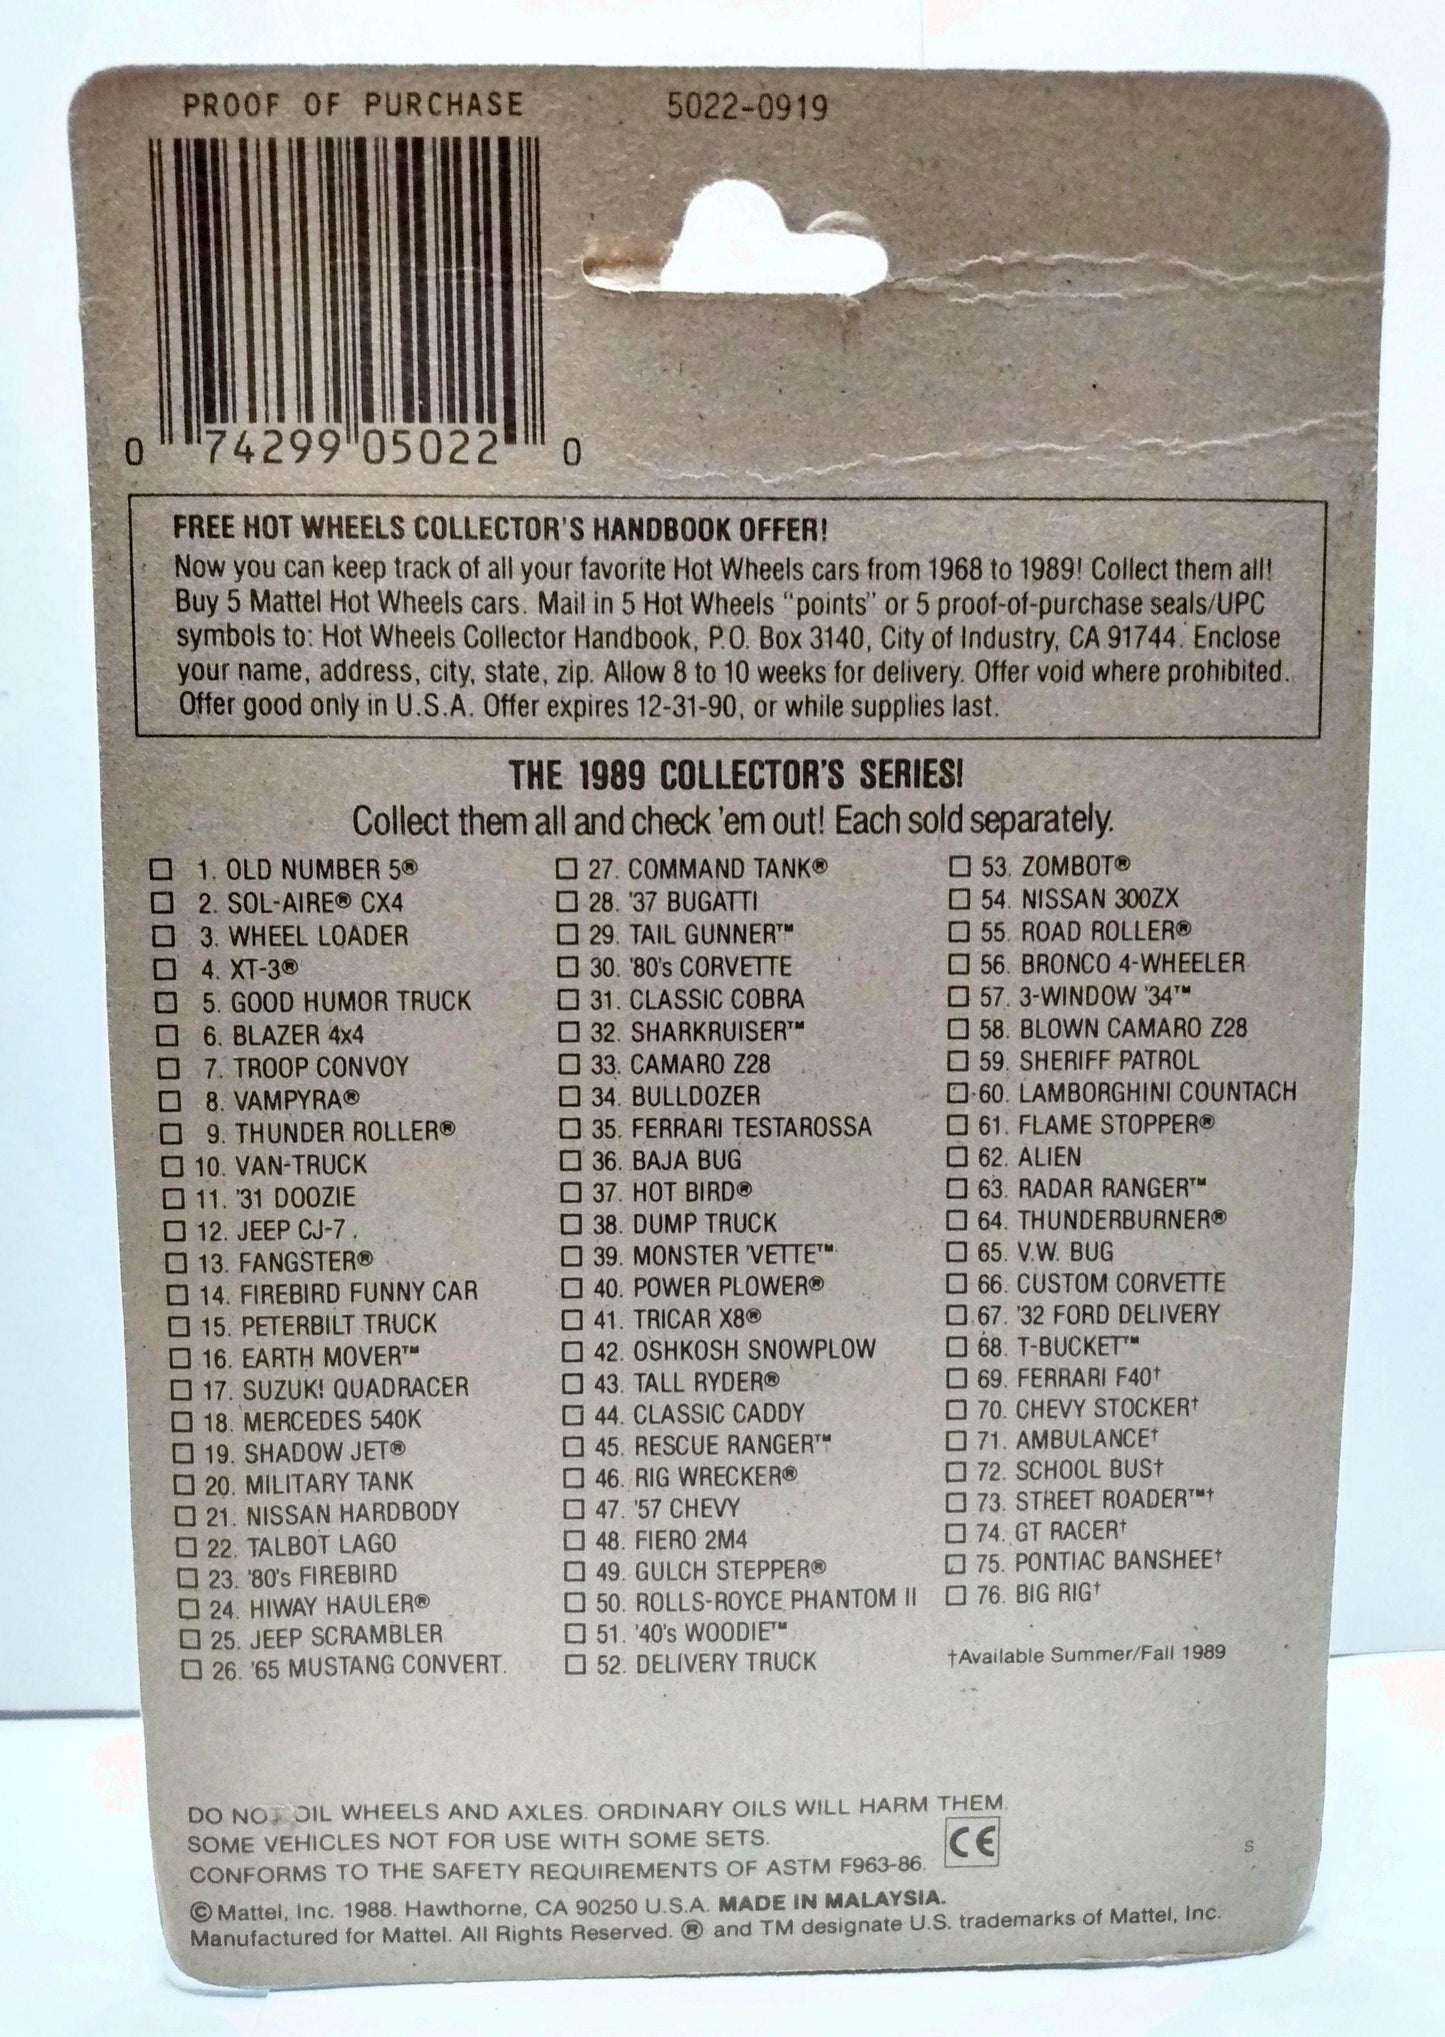 PROOF OF PURCHASE 5022-0919
0 74299 05022 0
FREE HOT WHEELS COLLECTOR'S HANDBOOK OFFER!
Now you can keep track of all your favorite Hot Wheels cars from 1968 to 1989! Collect them all!
Buy 5 Mattel Hot Wheels cars. Mail in 5 Hot Wheels "points" or 5 proof-of-purchase seals/UPC
symbols to: Hot Wheels Collector Handbook, P.O. Box 3140, City of Industry, CA 91744. Enclose
your name, address, city, state, zip. Allow 8 to 10 weeks for delivery. Offer void where prohibited.
Offer good only in U.S.A. Offer expires 12-31-90, or while supplies last.
THE 1989 COLLECTOR'S SERIES!
Collect them all and check 'em out! Each sold separately.
1. OLD NUMBER 5®
2. SOL-AIRE® CX4
3. WHEEL LOADER
4. XT-3®
5. GOOD HUMOR TRUCK
6. BLAZER 4x4
7. TROOP CONVOY
8. VAMPYRA®
9. THUNDER ROLLER®
10. VAN-TRUCK
11. '31 DOOZIE
12. JEEP CJ-7
13. FANGSTER®
14. FIREBIRD FUNNY CAR
15. PETERBILT TRUCK
16. EARTH MOVER™
17. SUZUKI QUADRACER
18. MERCEDES 540K
19. SHADOW JET®
20. MILITARY TANK
21. NISSAN HARDBODY
22. TALBOT LAGO
23. '80's FIREBIRD
24. HIWAY HAULER®
25. JEEP SCRAMBLER
26. '65 MUSTANG CONVERT.
27. COMMAND TANK®
28. '37 BUGATTI
29. TAIL GUNNER™
30. '80's CORVETTE
31. CLASSIC COBRA
32. SHARKRUISER™
33. CAMARO Z28
34. BULLDOZER
35. FERRARI TESTAROSSA
36. BAJA BUG
37. HOT BIRD®
38. DUMP TRUCK
39. MONSTER 'VETTE™
40. POWER PLOWER®
41. TRICAR X8®
42. OSHKOSH SNOWPLOW
43. TALL RYDER®
44. CLASSIC CADDY
45. RESCUE RANGER™
46. RIG WRECKER®
47. '57 CHEVY
48. FIERO 2M4
49. GULCH STEPPER®
50. ROLLS-ROYCE PHANTOM II
51. '40's WOODIE™
52. DELIVERY TRUCK
53. ZOMBOT®
54. NISSAN 300ZX
55. ROAD ROLLER®
56. BRONCO 4-WHEELER
57. 3-WINDOW '34™
58. BLOWN CAMARO Z28
59. SHERIFF PATROL
60. LAMBORGHINI COUNTACH
61. FLAME STOPPER®
62. ALIEN
63. RADAR RANGER™
64. THUNDERBURNER®
65. V.W. BUG
66. CUSTOM CORVETTE
67. '32 FORD DELIVERY
68. T-BUCKET™
69. FERRARI F40†
70. CHEVY STOCKER†
71. AMBULANCE†
72. SCHOOL BUS†
73. STREET ROADER™†
74. GT RACER†
75. PONTIAC BANSHEE†
76. BIG RIG†
†Available Summer/Fall 1989
DO NOT OIL WHEELS AND AXLES. ORDINARY OILS WILL HARM THEM.
SOME VEHICLES NOT FOR USE WITH SOME SETS.
CONFORMS TO THE SAFETY REQUIREMENTS OF ASTM F963-86. CE
S
© Mattel, Inc. 1988. Hawthorne, CA 90250 U.S.A. MADE IN MALAYSIA.
Manufactured for Mattel. All Rights Reserved. ® and TM designate U.S. trademarks of Mattel, Inc.